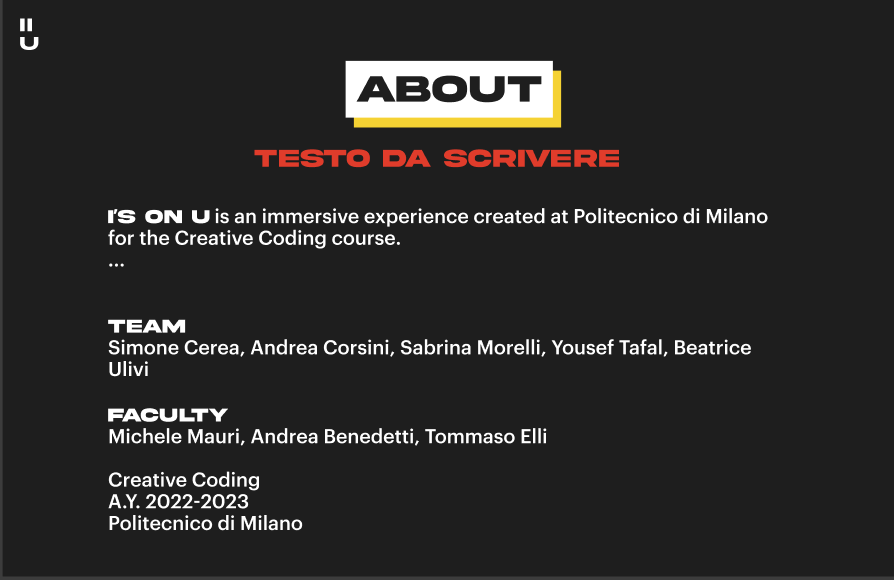 II
U
ABOUT
TESTO DA SCRIVERE
I'S ON U is an immersive experience created at Politecnico di Milano
for the Creative Coding course.
...
TEAM
Simone Cerea, Andrea Corsini, Sabrina Morelli, Yousef Tafal, Beatrice
Ulivi
FACULTY
Michele Mauri, Andrea Benedetti, Tommaso Elli
Creative Coding
A.Y. 2022-2023
Politecnico di Milano